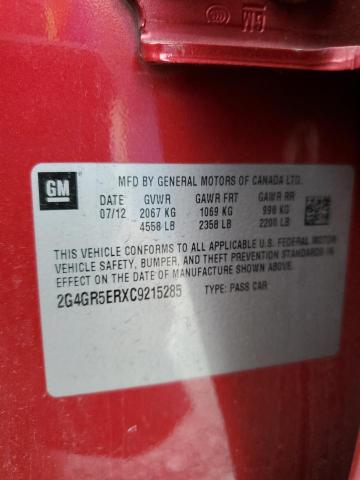 W9
GM
MFD BY GENERAL MOTORS OF CANADA LTD.
DATE GVWR GAWR FRT GAWR RR
07/12 2067 KG 1069 KG 998 KG
4558 LB 2358 LB 2200 LB
THIS VEHICLE CONFORMS TO ALL APPLICABLE U.S. FEDERAL MOTOR
VEHICLE SAFETY, BUMPER, AND THEFT PREVENTION STANDARDS IN
EFFECT ON THE DATE OF MANUFACTURE SHOWN ABOVE.
2G4GR5ERXC9215285 TYPE: PASS CAR